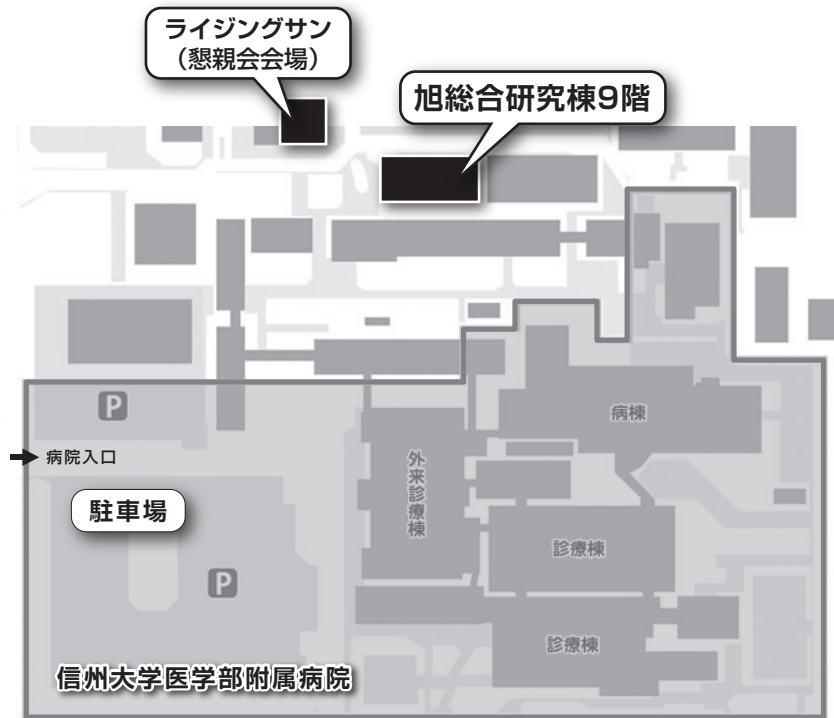 ライジングサン
（懇親会会場）
旭総合研究棟9階
P
病棟
病院入口
外来診療棟
駐車場
診療棟
P
診療棟
信州大学医学部附属病院